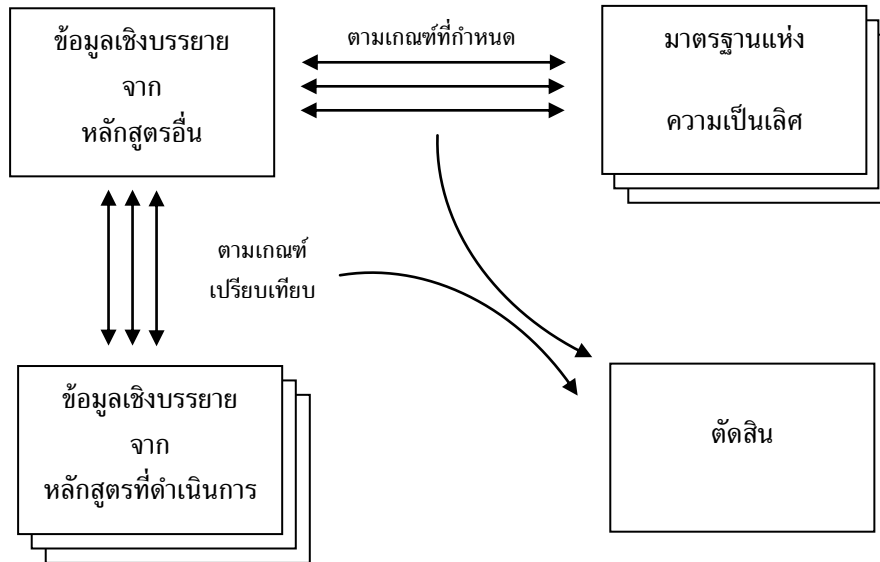 ข้อมูลเชิงบรรยาย
จาก
หลักสูตรอื่น
ตามเกณฑ์ที่กำหนด
มาตรฐานแห่ง
ความเป็นเลิศ
ตามเกณฑ์
เปรียบเทียบ
ข้อมูลเชิงบรรยาย
จาก
หลักสูตรที่ดำเนินการ
ตัดสิน